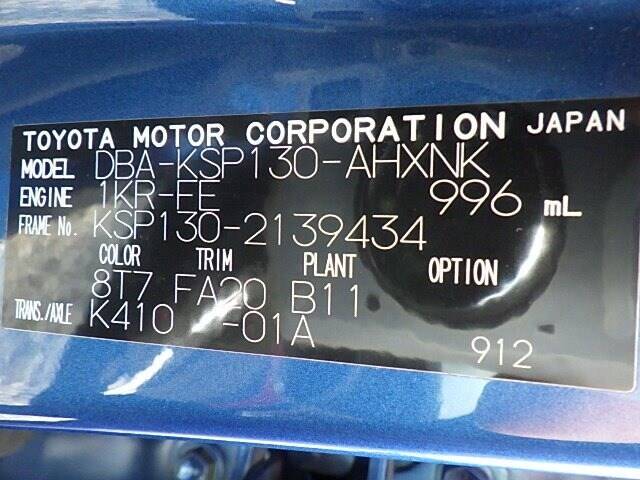 TOYOTA MOTOR CORPORATION JAPAN
MODEL DBA-KSP130-AHXNK
ENGINE 1KR-FE 996 mL
FRAME No. KSP130-2139434
COLOR TRIM PLANT OPTION
8T7 FA20 B11
TRANS./AXLE K410 -01A
912